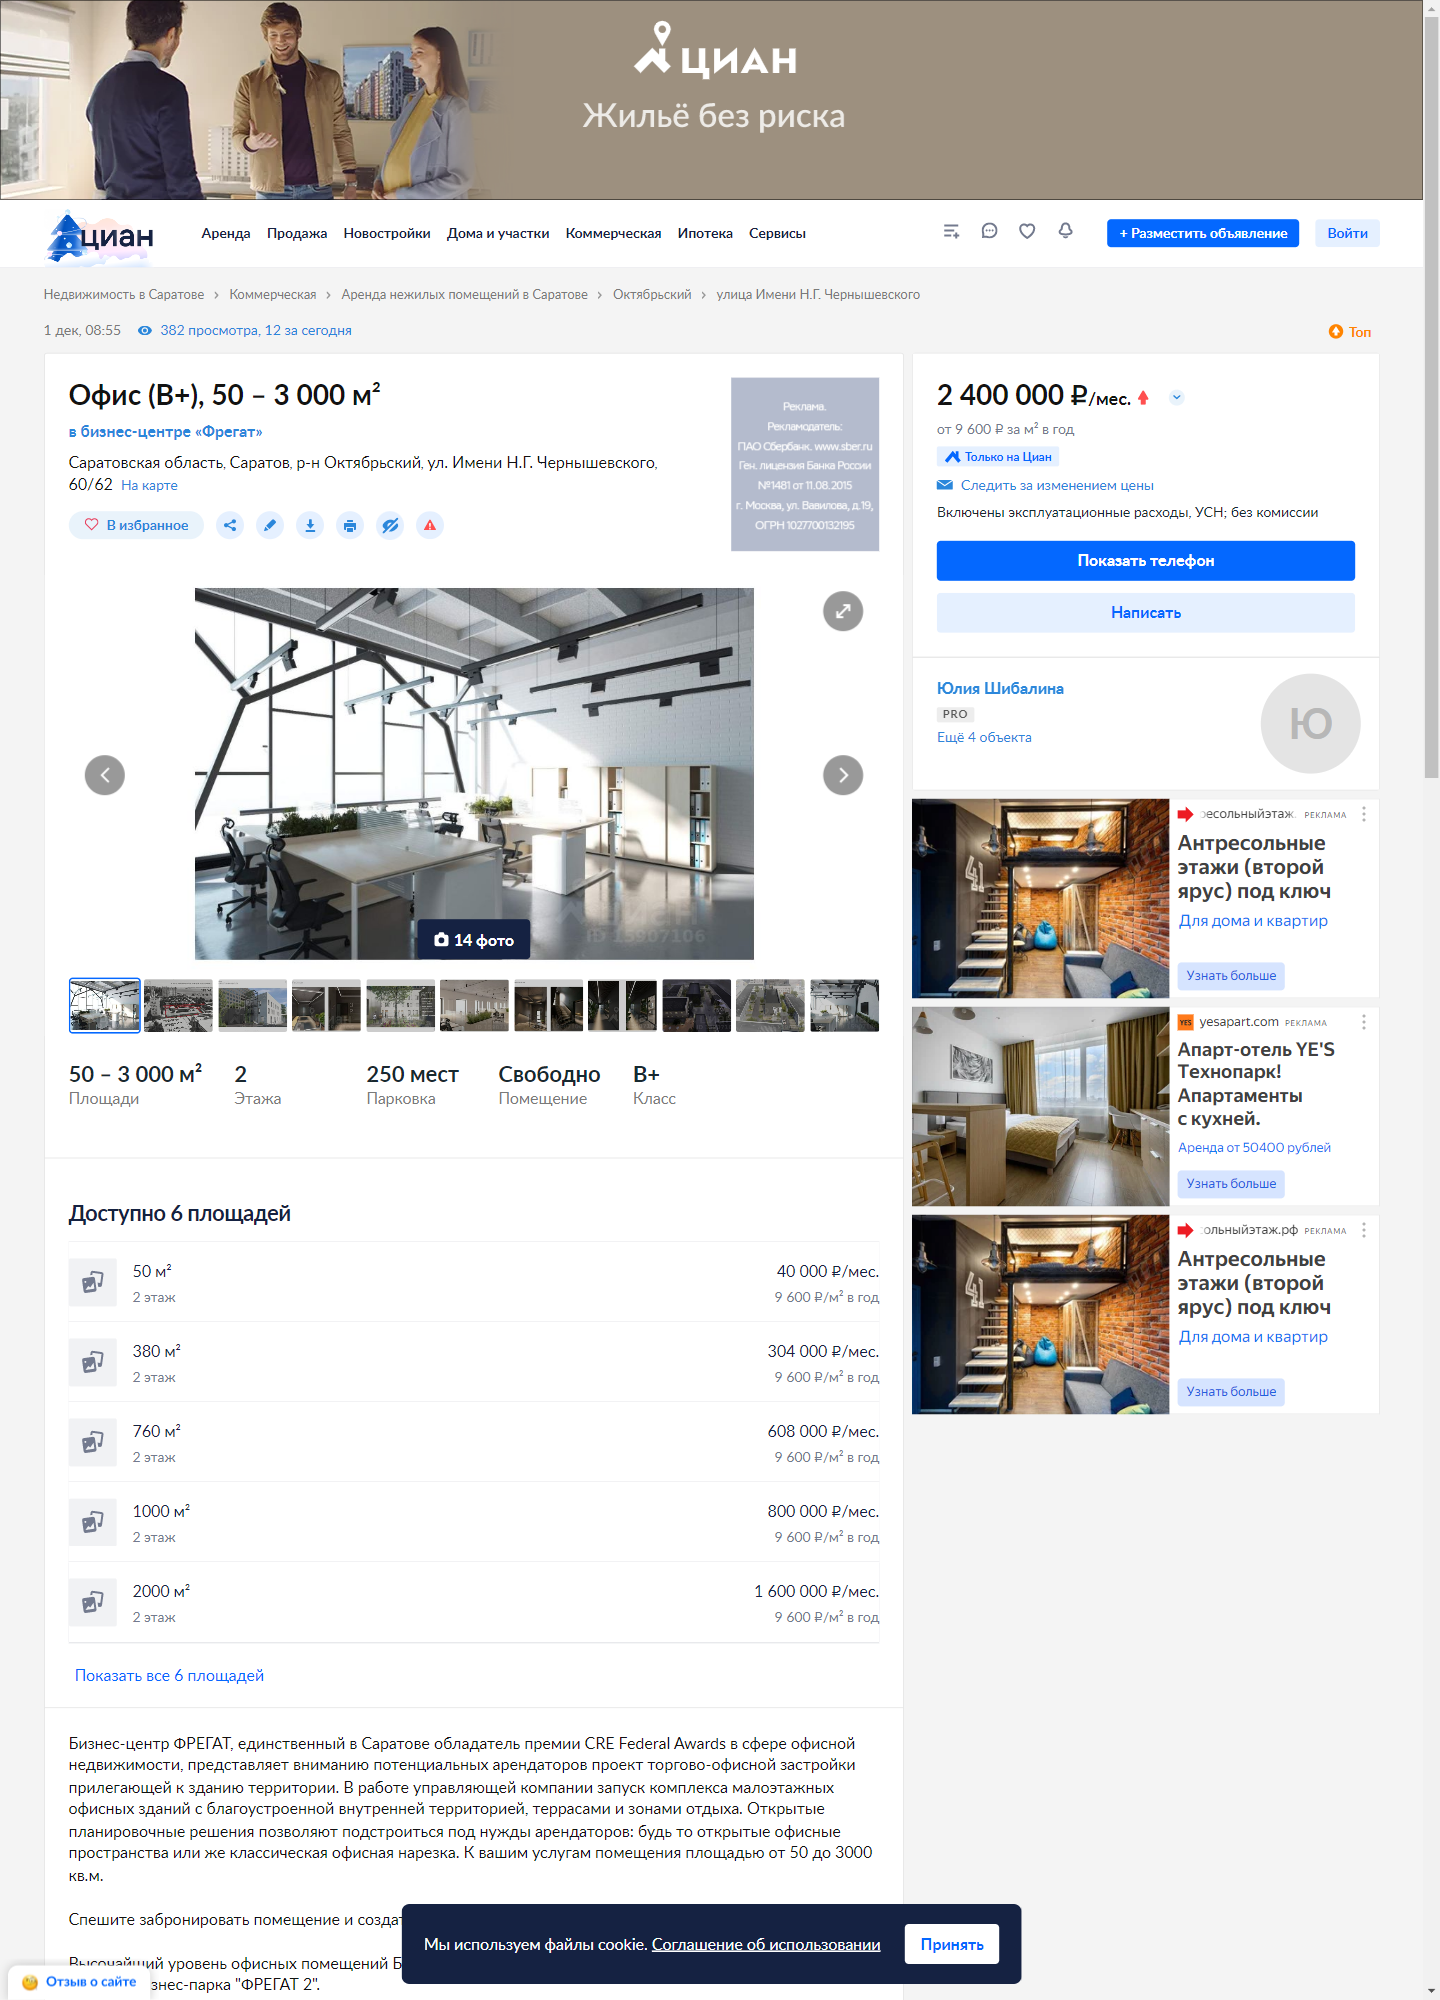 ЦИАН
Жильё без риска
циан
Аренда Продажа Новостройки Дома и участки Коммерческая Ипотека Сервисы
+ Разместить объявление
Войти
Недвижимость в Саратове › Коммерческая › Аренда нежилых помещений в Саратове › Октябрьский › улица Имени Н.Г. Чернышевского
1 дек, 08:55 382 просмотра, 12 за сегодня
Топ
Офис (B+), 50 – 3 000 м²
в бизнес-центре «Фрегат»
Саратовская область, Саратов, р-н Октябрьский, ул. Имени Н.Г. Чернышевского,
60/62 На карте
В избранное
Реклама.
Рекламодатель:
ПАО Сбербанк. www.sber.ru
Ген. лицензия Банка России
№1481 от 11.08.2015
г. Москва, ул. Вавилова, д.19,
ОГРН 1027700132195
ЦИАН
ID 15907106
14 фото
50 – 3 000 м²
Площади
2
Этажа
250 мест
Парковка
Свободно
Помещение
B+
Класс
Доступно 6 площадей
50 м² 40 000 ₽/мес.
2 этаж 9 600 ₽/м² в год
380 м² 304 000 ₽/мес.
2 этаж 9 600 ₽/м² в год
760 м² 608 000 ₽/мес.
2 этаж 9 600 ₽/м² в год
1000 м² 800 000 ₽/мес.
2 этаж 9 600 ₽/м² в год
2000 м² 1 600 000 ₽/мес.
2 этаж 9 600 ₽/м² в год
Показать все 6 площадей
Бизнес-центр ФРЕГАТ, единственный в Саратове обладатель премии CRE Federal Awards в сфере офисной
недвижимости, представляет вниманию потенциальных арендаторов проект торгово-офисной застройки
прилегающей к зданию территории. В работе управляющей компании запуск комплекса малоэтажных
офисных зданий с благоустроенной внутренней территорией, террасами и зонами отдыха. Открытые
планировочные решения позволяют подстроиться под нужды арендаторов: будь то открытые офисные
пространства или же классическая офисная нарезка. К вашим услугам помещения площадью от 50 до 3000
кв.м.
Спешите забронировать помещение и создат
Высочайший уровень офисных помещений Б
знес-парка "ФРЕГАТ 2".
2 400 000 ₽/мес.
от 9 600 ₽ за м² в год
Только на Циан
Следить за изменением цены
Включены эксплуатационные расходы, УСН; без комиссии
Показать телефон
Написать
Юлия Шибалина
PRO
Ещё 4 объекта
Ю
41
есольныйэтаж. РЕКЛАМА
Антресольные
этажи (второй
ярус) под ключ
Для дома и квартир
Узнать больше
YES yesapart.com РЕКЛАМА
Апарт-отель YE'S
Технопарк!
Апартаменты
с кухней.
Аренда от 50400 рублей
Узнать больше
41
ольныйэтаж.рф РЕКЛАМА
Антресольные
этажи (второй
ярус) под ключ
Для дома и квартир
Узнать больше
Мы используем файлы cookie. Соглашение об использовании
Принять
Отзыв о сайте